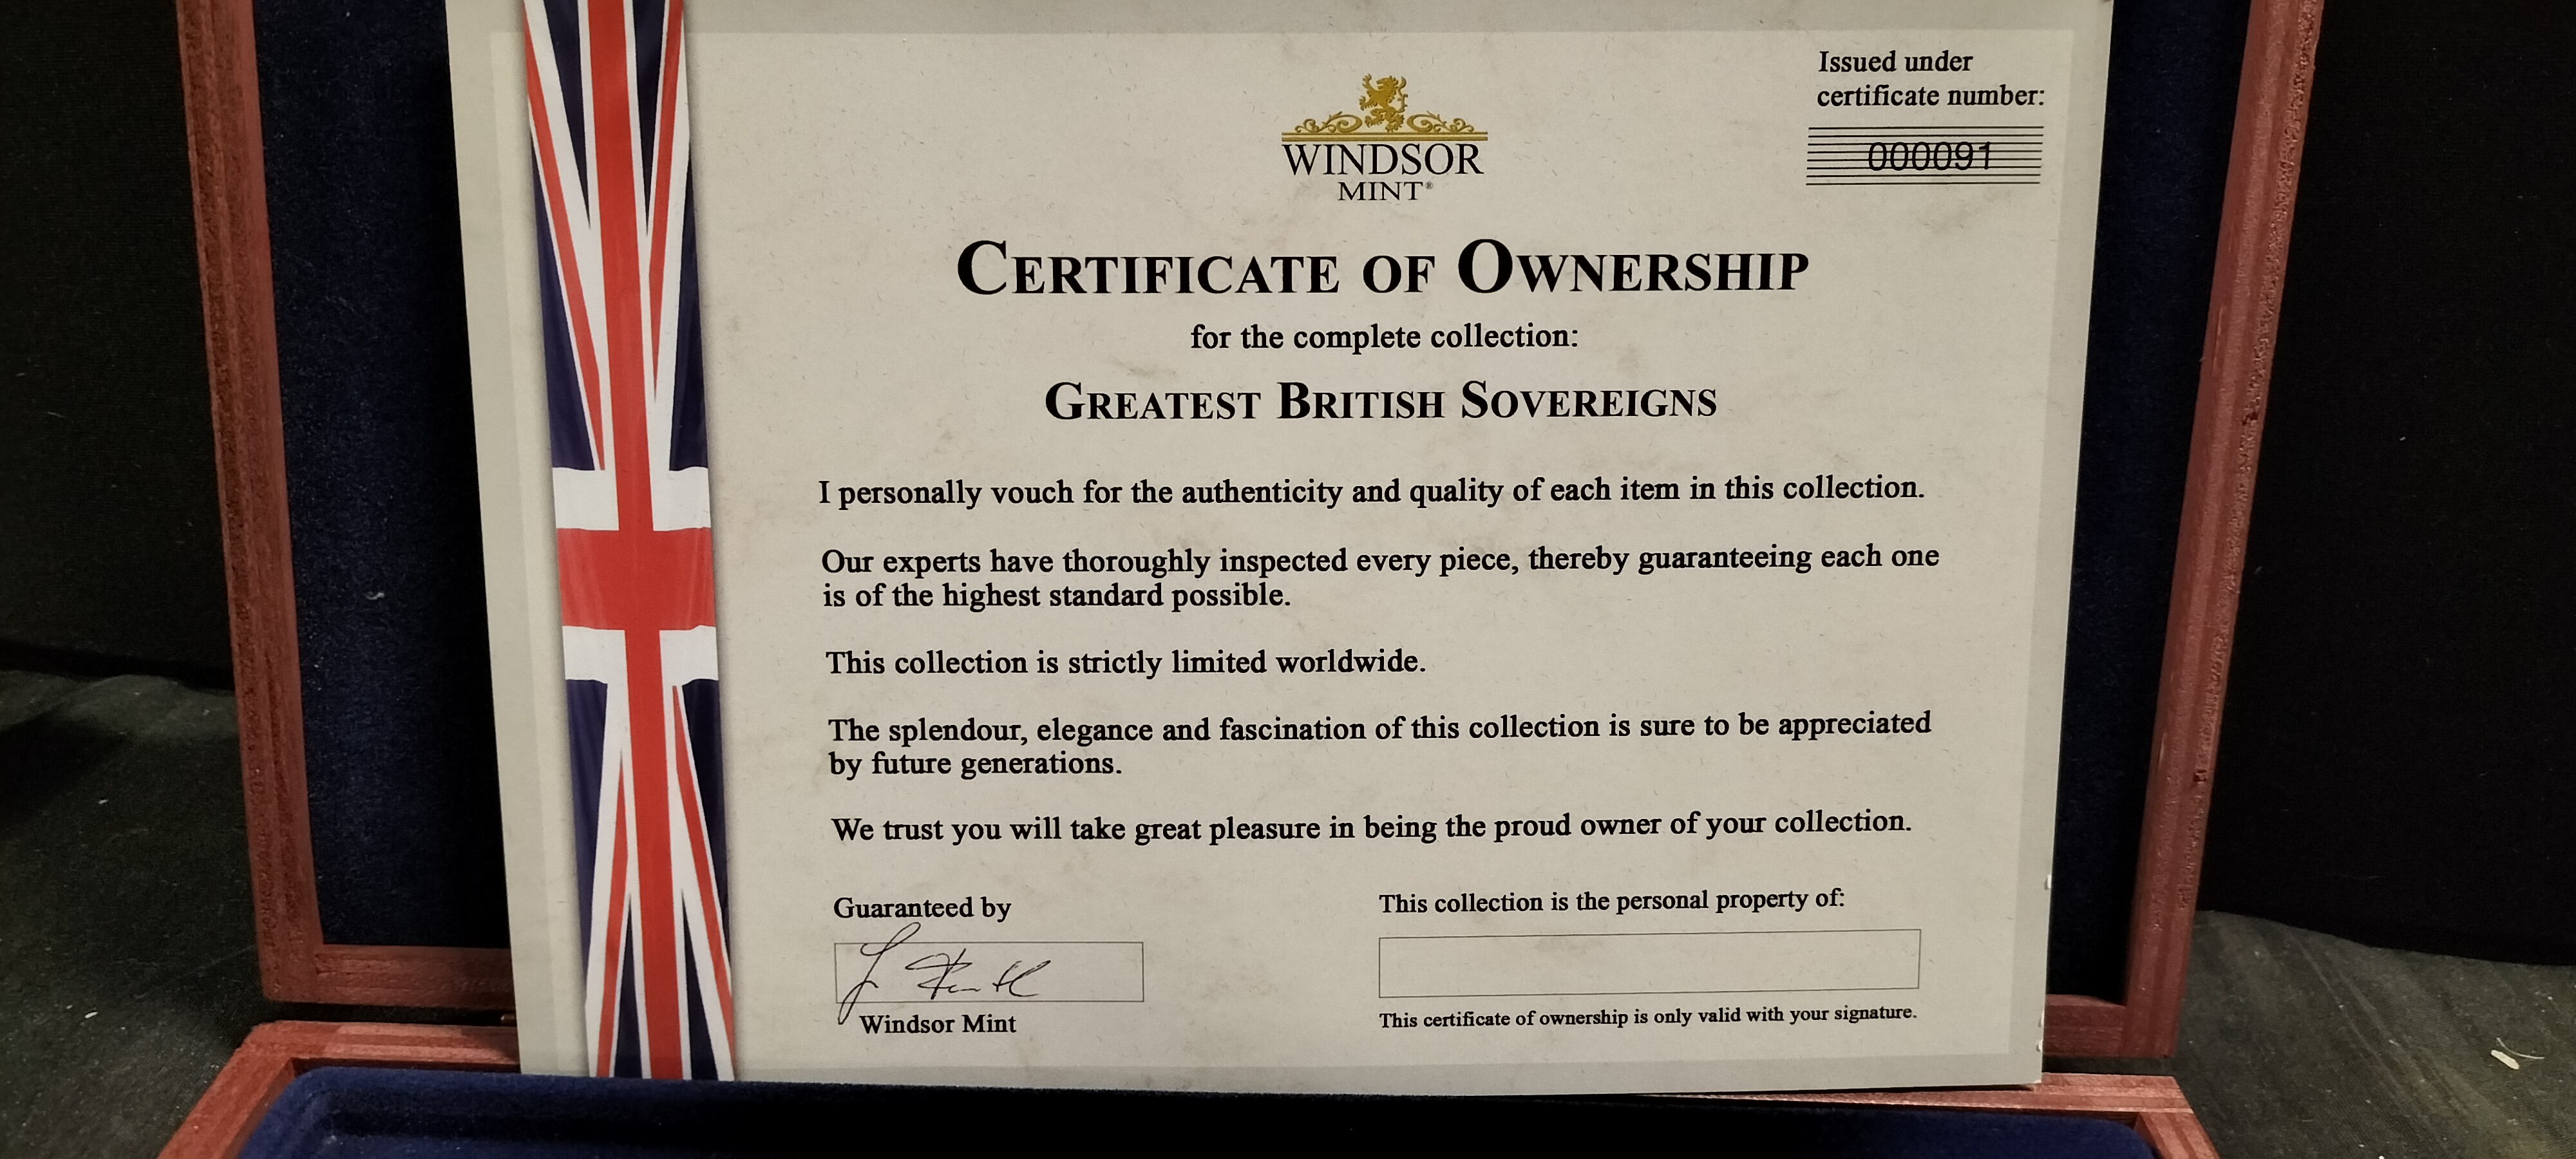 Issued under
certificate number:
000091
WINDSOR
MINT®
CERTIFICATE OF OWNERSHIP
for the complete collection:
GREATEST BRITISH SOVEREIGNS
I personally vouch for the authenticity and quality of each item in this collection.
Our experts have thoroughly inspected every piece, thereby guaranteeing each one
is of the highest standard possible.
This collection is strictly limited worldwide.
The splendour, elegance and fascination of this collection is sure to be appreciated
by future generations.
We trust you will take great pleasure in being the proud owner of your collection.
Guaranteed by
Windsor Mint
This collection is the personal property of:
This certificate of ownership is only valid with your signature.